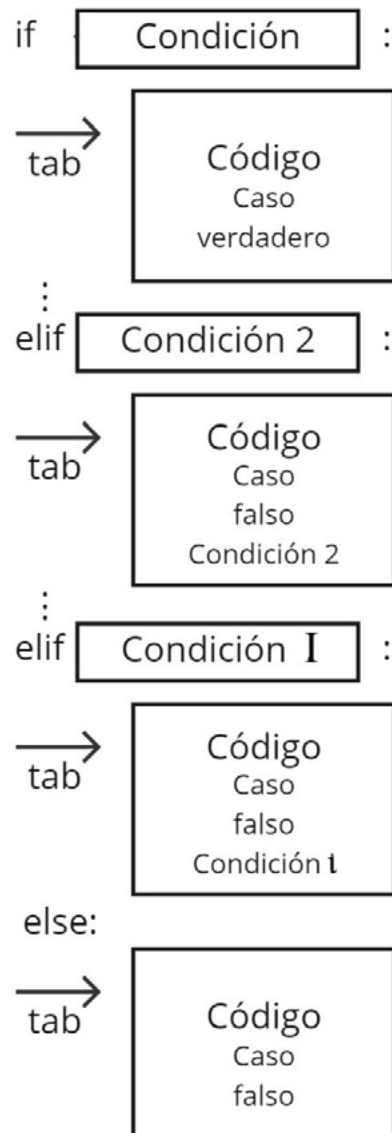 if Condición :
tab
Código
Caso
verdadero
⋮
elif Condición 2 :
tab
Código
Caso
falso
Condición 2
⋮
elif Condición I :
tab
Código
Caso
falso
Condición ι
else:
tab
Código
Caso
falso